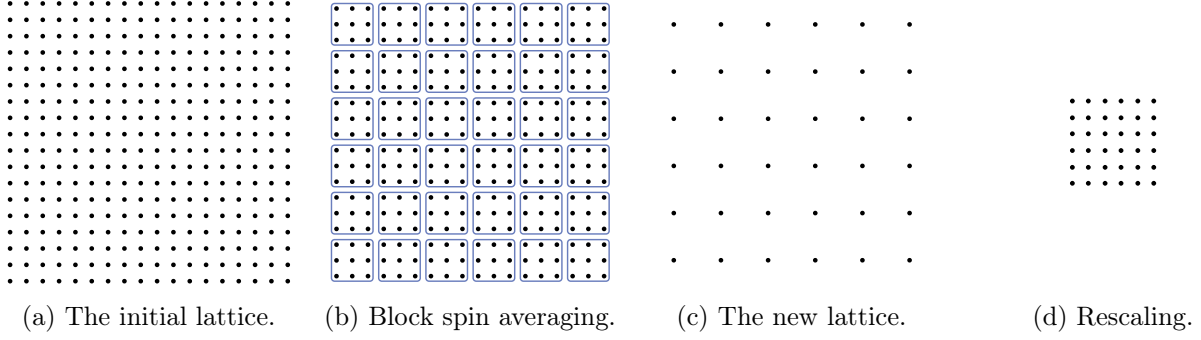 (a) The initial lattice.
(b) Block spin averaging.
(c) The new lattice.
(d) Rescaling.